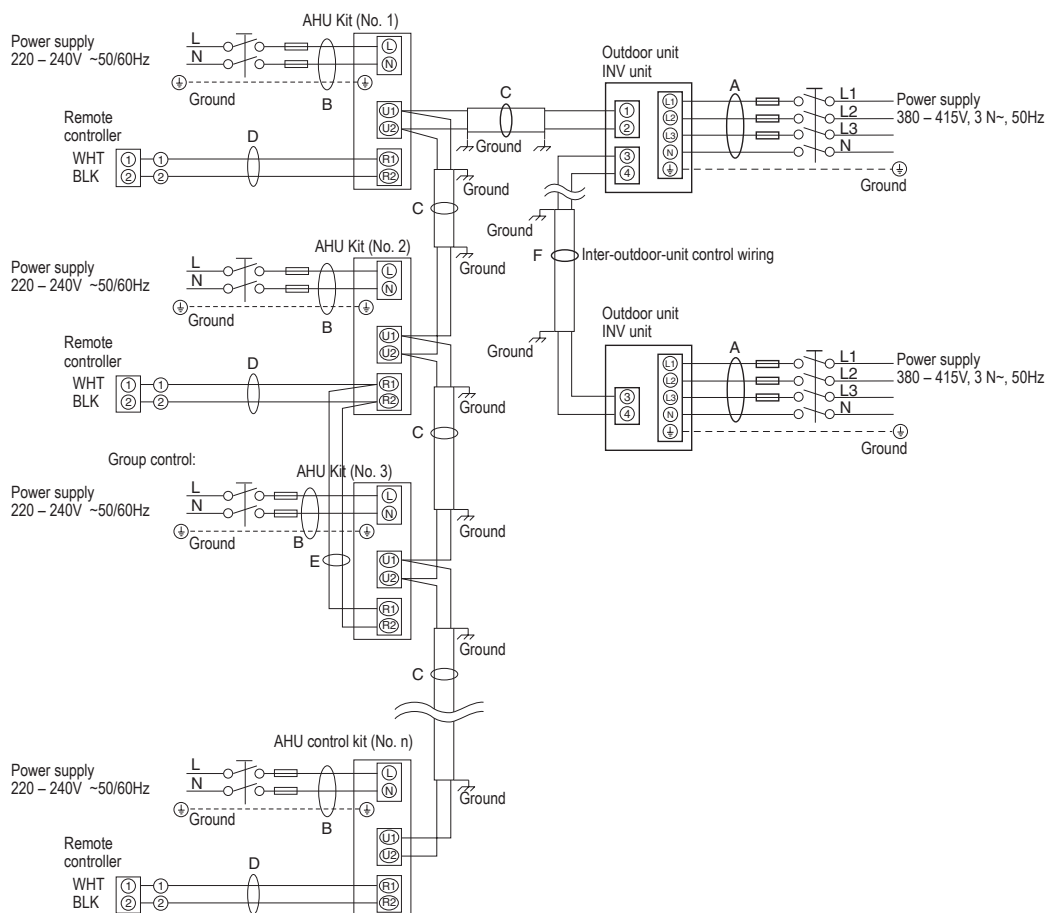 AHU Kit (No. 1)
Power supply
220 – 240V ~50/60Hz
L
N
Ground
B
L
N
U1
U2
R1
R2
Remote
controller
WHT
BLK
1
2
1
2
D
C
Ground
Outdoor unit
INV unit
1
2
3
4
L1
L2
L3
N
A
L1
L2
L3
N
Power supply
380 – 415V, 3 N~, 50Hz
Ground
C
Ground
Ground
Ground
F
Inter-outdoor-unit control wiring
Ground
AHU Kit (No. 2)
Power supply
220 – 240V ~50/60Hz
L
N
Ground
B
L
N
U1
U2
R1
R2
Remote
controller
WHT
BLK
1
2
1
2
D
C
Ground
Ground
Outdoor unit
INV unit
3
4
L1
L2
L3
N
A
L1
L2
L3
N
Power supply
380 – 415V, 3 N~, 50Hz
Ground
Group control:
AHU Kit (No. 3)
Power supply
220 – 240V ~50/60Hz
L
N
Ground
B
E
L
N
U1
U2
R1
R2
C
Ground
AHU control kit (No. n)
Power supply
220 – 240V ~50/60Hz
L
N
Ground
B
L
N
U1
U2
R1
R2
Ground
Remote
controller
WHT
BLK
1
2
1
2
D